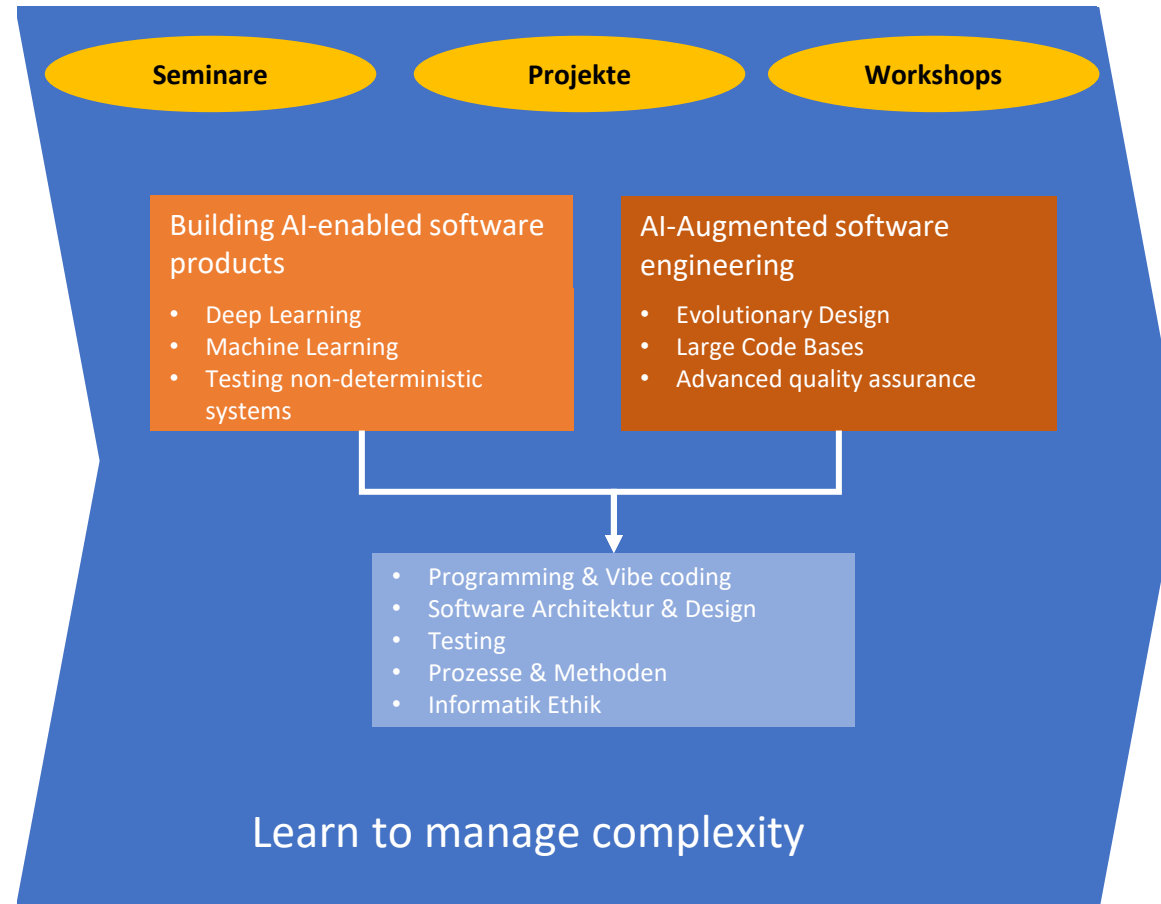 Seminare
Projekte
Workshops
Building AI-enabled software
products
• Deep Learning
• Machine Learning
• Testing non-deterministic
systems
AI-Augmented software
engineering
• Evolutionary Design
• Large Code Bases
• Advanced quality assurance
• Programming & Vibe coding
• Software Architektur & Design
• Testing
• Prozesse & Methoden
• Informatik Ethik
Learn to manage complexity